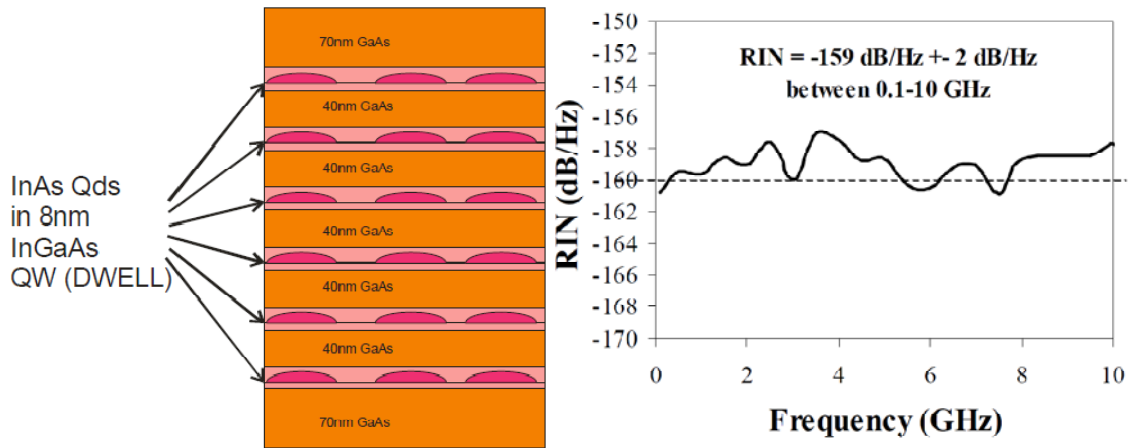 70nm GaAs
40nm GaAs
40nm GaAs
40nm GaAs
40nm GaAs
40nm GaAs
70nm GaAs
InAs Qds
in 8nm
InGaAs
QW (DWELL)
RIN = -159 dB/Hz +- 2 dB/Hz
between 0.1-10 GHz
RIN (dB/Hz)
-150
-152
-154
-156
-158
-160
-162
-164
-166
-168
-170
0
2
4
6
8
10
Frequency (GHz)